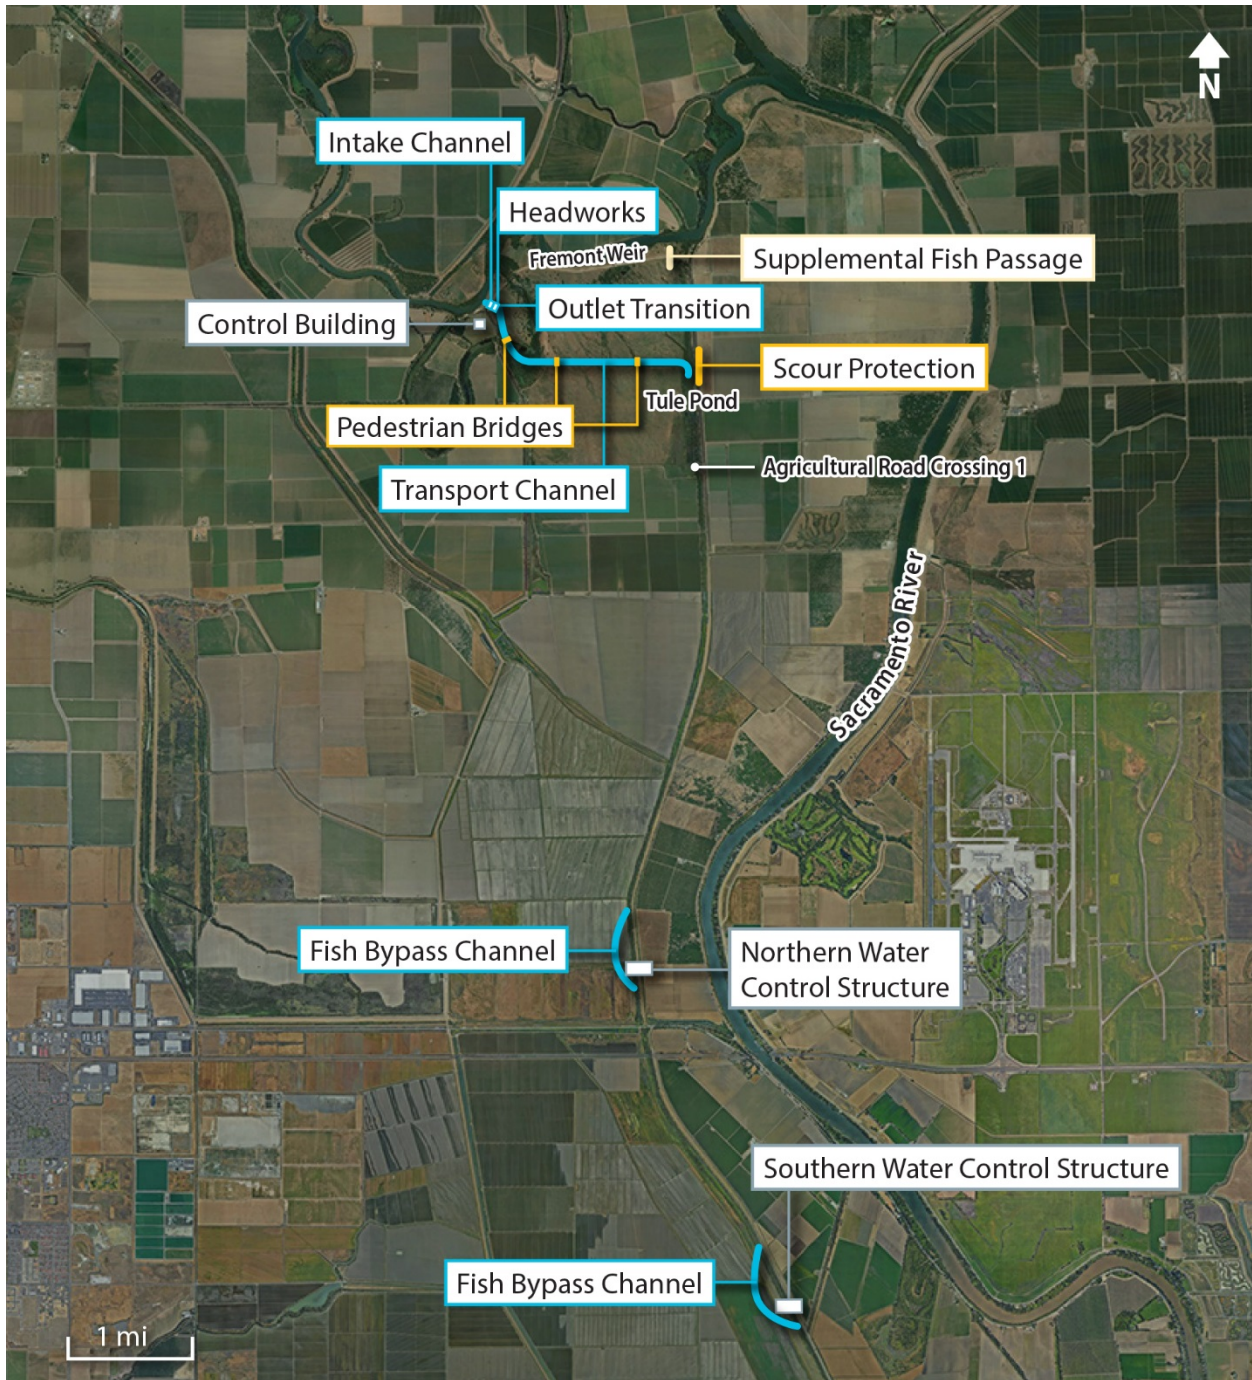 N
Intake Channel
Headworks
Fremont Weir
Supplemental Fish Passage
Control Building
Outlet Transition
Scour Protection
Tule Pond
Pedestrian Bridges
Agricultural Road Crossing 1
Transport Channel
Sacramento River
Fish Bypass Channel
Northern Water
Control Structure
Southern Water Control Structure
Fish Bypass Channel
1 mi